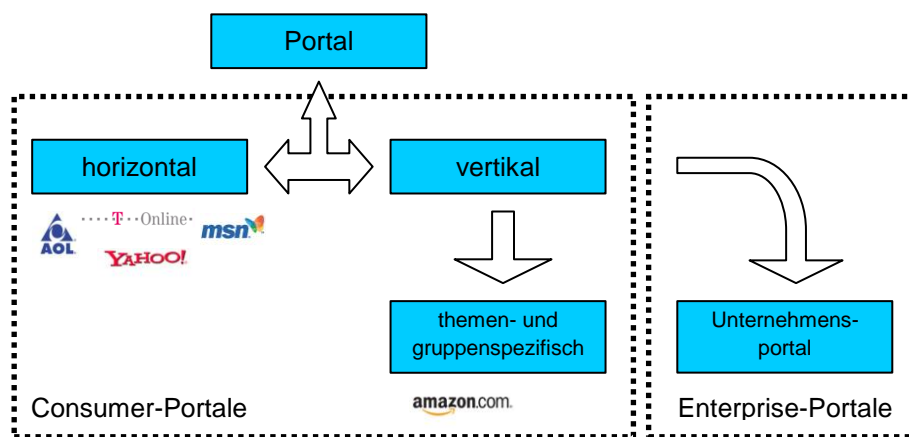 Portal
horizontal
vertikal
AOL
····T··Online·
msn
YAHOO!
themen- und
gruppenspezifisch
Unternehmens-
portal
amazon.com.
Consumer-Portale
Enterprise-Portale